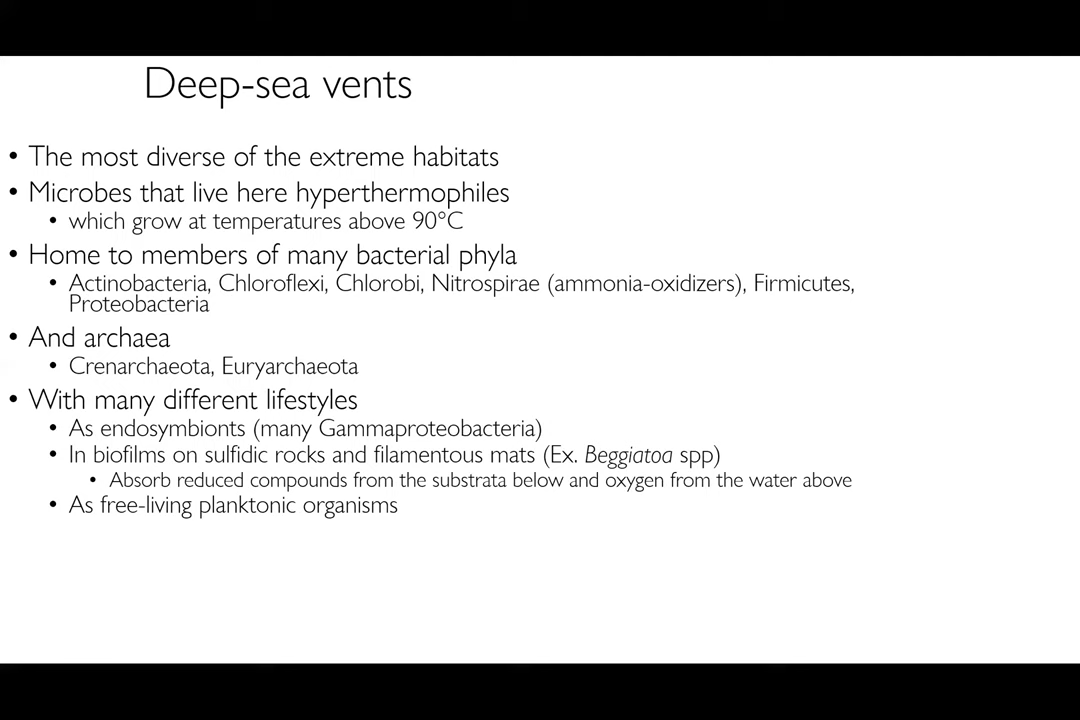 Deep-sea vents
• The most diverse of the extreme habitats
• Microbes that live here hyperthermophiles
• which grow at temperatures above 90°C
• Home to members of many bacterial phyla
• Actinobacteria, Chloroflexi, Chlorobi, Nitrospirae (ammonia-oxidizers), Firmicutes,
Proteobacteria
• And archaea
• Crenarchaeota, Euryarchaeota
• With many different lifestyles
• As endosymbionts (many Gammaproteobacteria)
• In biofilms on sulfidic rocks and filamentous mats (Ex. Beggiatoa spp)
• Absorb reduced compounds from the substrata below and oxygen from the water above
• As free-living planktonic organisms